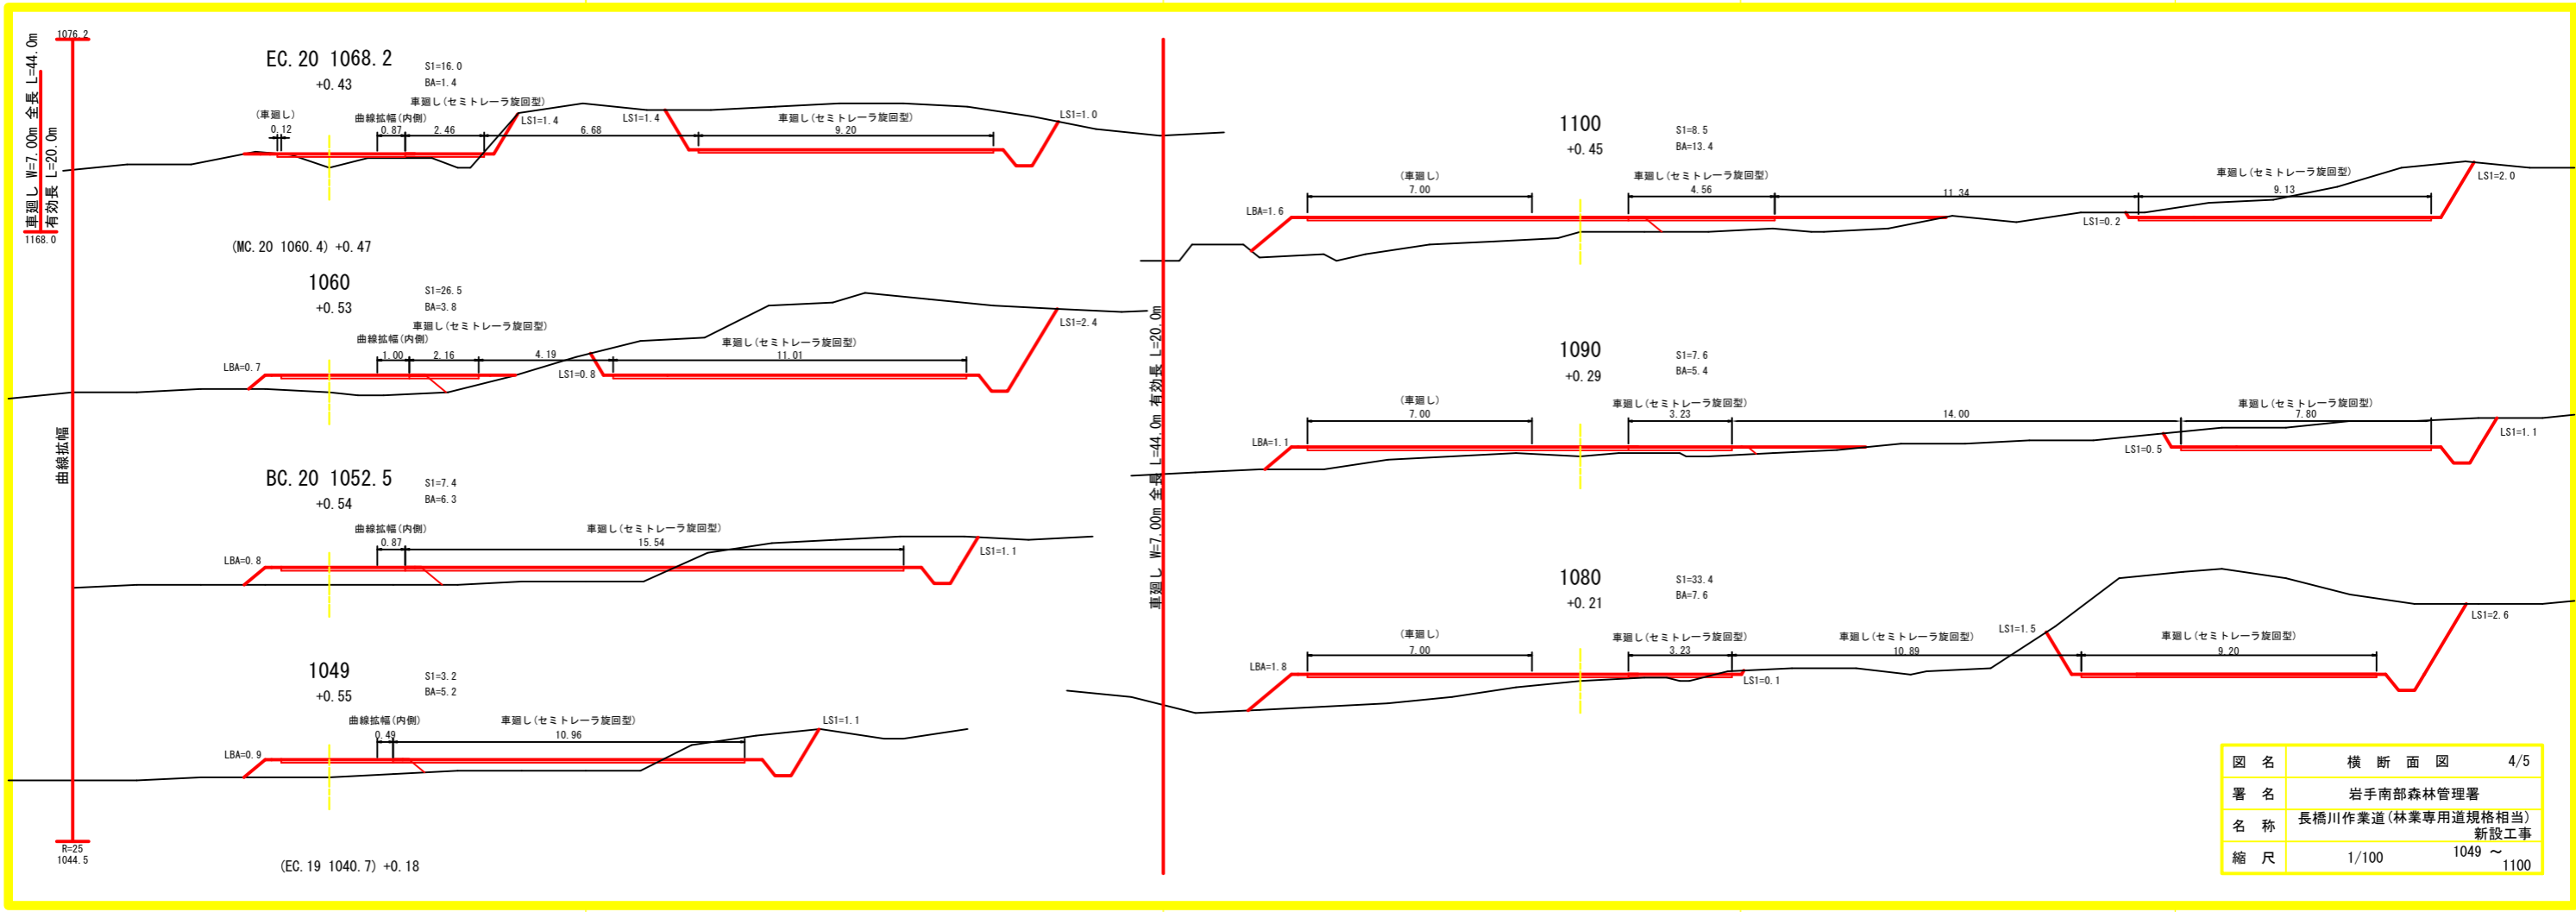 1076.2
車廻し W=7.00m 全長 L=44.0m
有効長 L=20.0m
1168.0
曲線拡幅
R=25
1044.5
EC.20 1068.2
+0.43
S1=16.0
BA=1.4
(車廻し)
0.12
曲線拡幅(内側)
0.87
車廻し(セミトレーラ旋回型)
2.46
LS1=1.4
6.68
LS1=1.4
車廻し(セミトレーラ旋回型)
9.20
LS1=1.0
(MC.20 1060.4) +0.47
1060
+0.53
S1=26.5
BA=3.8
車廻し(セミトレーラ旋回型)
曲線拡幅(内側)
1.00
2.16
4.19
LBA=0.7
LS1=0.8
車廻し(セミトレーラ旋回型)
11.01
LS1=2.4
BC.20 1052.5
+0.54
S1=7.4
BA=6.3
曲線拡幅(内側)
0.87
車廻し(セミトレーラ旋回型)
15.54
LBA=0.8
LS1=1.1
1049
+0.55
S1=3.2
BA=5.2
曲線拡幅(内側)
0.49
車廻し(セミトレーラ旋回型)
10.96
LBA=0.9
LS1=1.1
(EC.19 1040.7) +0.18
車廻し W=7.00m 全長 L=44.0m 有効長 L=20.0m
1100
+0.45
S1=8.5
BA=13.4
(車廻し)
7.00
車廻し(セミトレーラ旋回型)
4.56
11.34
車廻し(セミトレーラ旋回型)
9.13
LBA=1.6
LS1=0.2
LS1=2.0
1090
+0.29
S1=7.6
BA=5.4
(車廻し)
7.00
車廻し(セミトレーラ旋回型)
3.23
14.00
車廻し(セミトレーラ旋回型)
7.80
LBA=1.1
LS1=0.5
LS1=1.1
1080
+0.21
S1=33.4
BA=7.6
(車廻し)
7.00
車廻し(セミトレーラ旋回型)
3.23
車廻し(セミトレーラ旋回型)
10.89
車廻し(セミトレーラ旋回型)
9.20
LBA=1.8
LS1=0.1
LS1=1.5
LS1=2.6
図 名 横 断 面 図 4/5
署 名 岩手南部森林管理署
名 称 長橋川作業道(林業専用道規格相当)
新設工事
縮 尺 1/100 1049 ～
1100